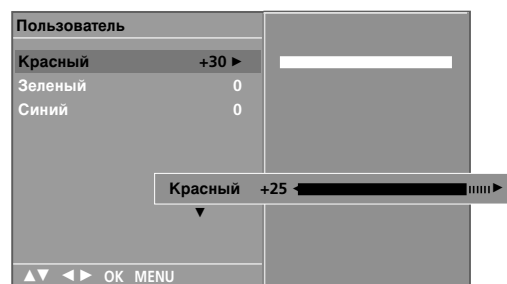 Пользователь
Красный +30 ►
Зеленый 0
Синий 0
Красный +25 ◄ ►
▼
▲▼ ◄► OK MENU